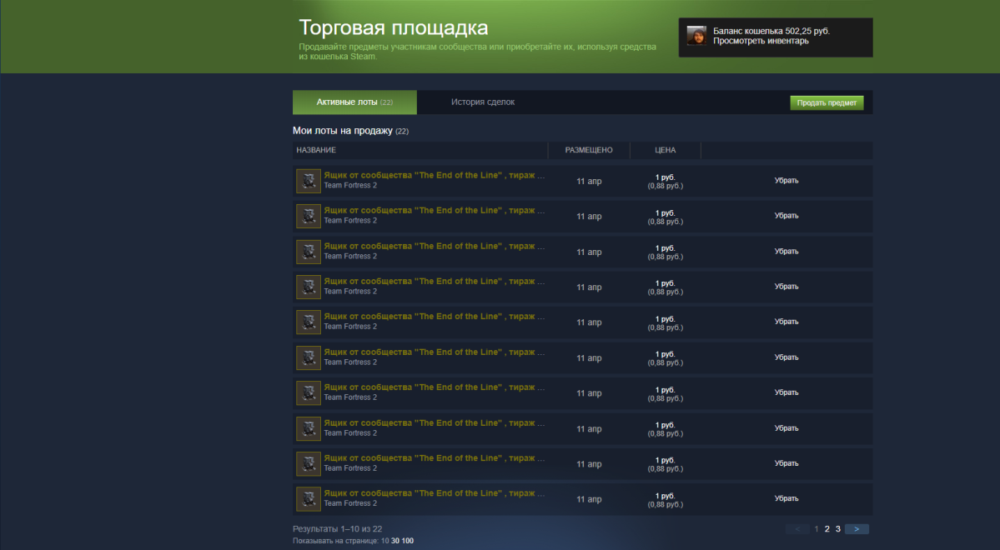 Торговая площадка
Продавайте предметы участникам сообщества или приобретайте их, используя средства
из кошелька Steam.
Баланс кошелька 502,25 руб.
Просмотреть инвентарь
Активные лоты (22) История сделок Продать предмет
Мои лоты на продажу (22)
НАЗВАНИЕ РАЗМЕЩЕНО ЦЕНА
Ящик от сообщества "The End of the Line" , тираж ...
Team Fortress 2
11 апр
1 руб.
(0,88 руб.)
Убрать
Ящик от сообщества "The End of the Line" , тираж ...
Team Fortress 2
11 апр
1 руб.
(0,88 руб.)
Убрать
Ящик от сообщества "The End of the Line" , тираж ...
Team Fortress 2
11 апр
1 руб.
(0,88 руб.)
Убрать
Ящик от сообщества "The End of the Line" , тираж ...
Team Fortress 2
11 апр
1 руб.
(0,88 руб.)
Убрать
Ящик от сообщества "The End of the Line" , тираж ...
Team Fortress 2
11 апр
1 руб.
(0,88 руб.)
Убрать
Ящик от сообщества "The End of the Line" , тираж ...
Team Fortress 2
11 апр
1 руб.
(0,88 руб.)
Убрать
Ящик от сообщества "The End of the Line" , тираж ...
Team Fortress 2
11 апр
1 руб.
(0,88 руб.)
Убрать
Ящик от сообщества "The End of the Line" , тираж ...
Team Fortress 2
11 апр
1 руб.
(0,88 руб.)
Убрать
Ящик от сообщества "The End of the Line" , тираж ...
Team Fortress 2
11 апр
1 руб.
(0,88 руб.)
Убрать
Ящик от сообщества "The End of the Line" , тираж ...
Team Fortress 2
11 апр
1 руб.
(0,88 руб.)
Убрать
Результаты 1–10 из 22 < 1 2 3 >
Показывать на странице: 10 30 100